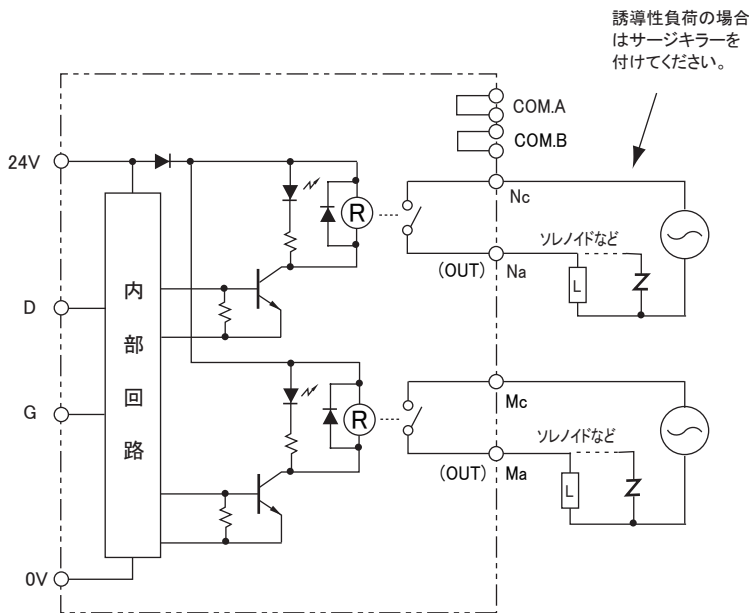 誘導性負荷の場合
はサージキラーを
付けてください。
COM.A
COM.B
24V
Nc
R
ソレノイドなど
(OUT) Na
L
D
内
部
回
路
G
Mc
R
ソレノイドなど
(OUT) Ma
L
0V